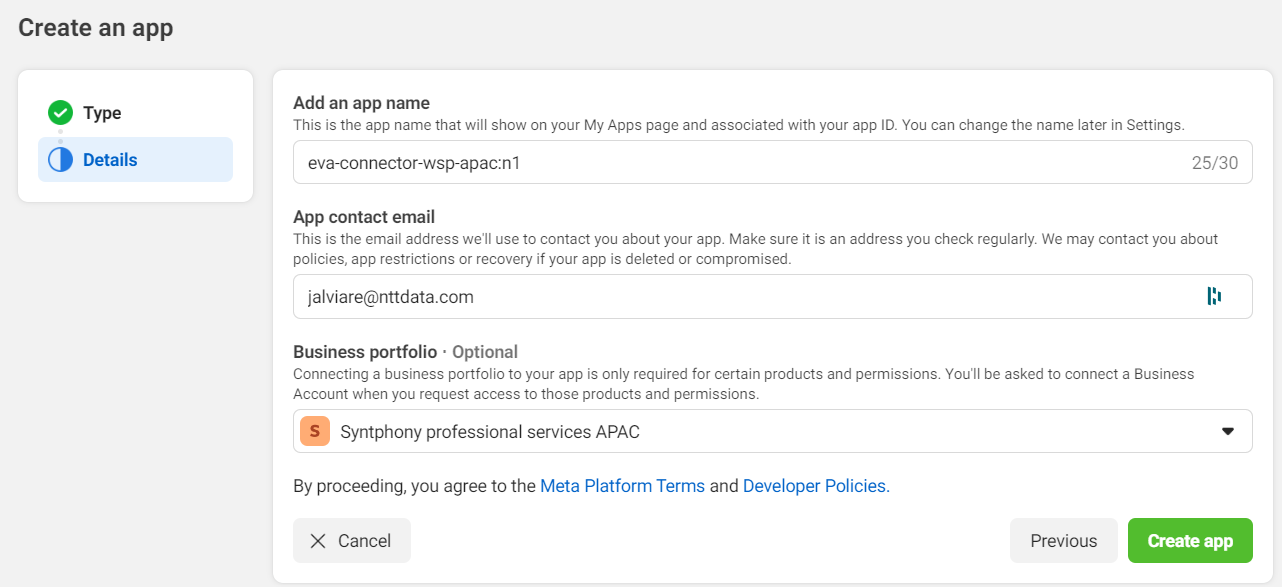 Create an app
Type
Details
Add an app name
This is the app name that will show on your My Apps page and associated with your app ID. You can change the name later in Settings.
eva-connector-wsp-apac:n1
25/30
App contact email
This is the email address we'll use to contact you about your app. Make sure it is an address you check regularly. We may contact you about
policies, app restrictions or recovery if your app is deleted or compromised.
jalviare@nttdata.com
Business portfolio · Optional
Connecting a business portfolio to your app is only required for certain products and permissions. You'll be asked to connect a Business
Account when you request access to those products and permissions.
S Syntphony professional services APAC
By proceeding, you agree to the Meta Platform Terms and Developer Policies.
Cancel
Previous
Create app